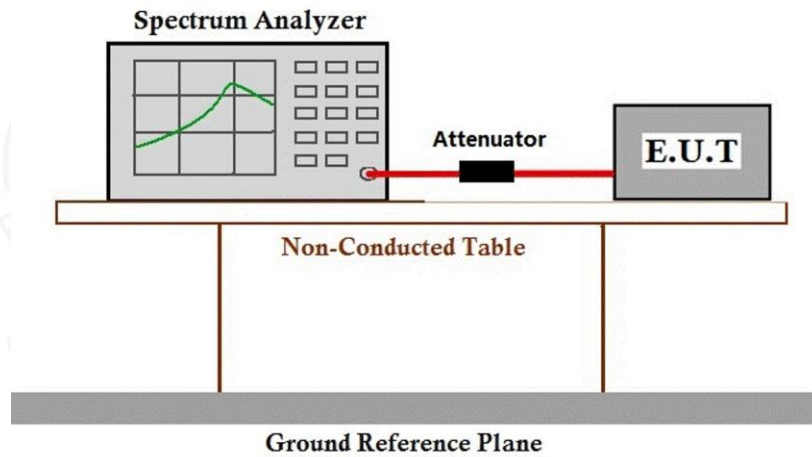 Spectrum Analyzer
Attenuator
E.U.T
Non-Conducted Table
Ground Reference Plane